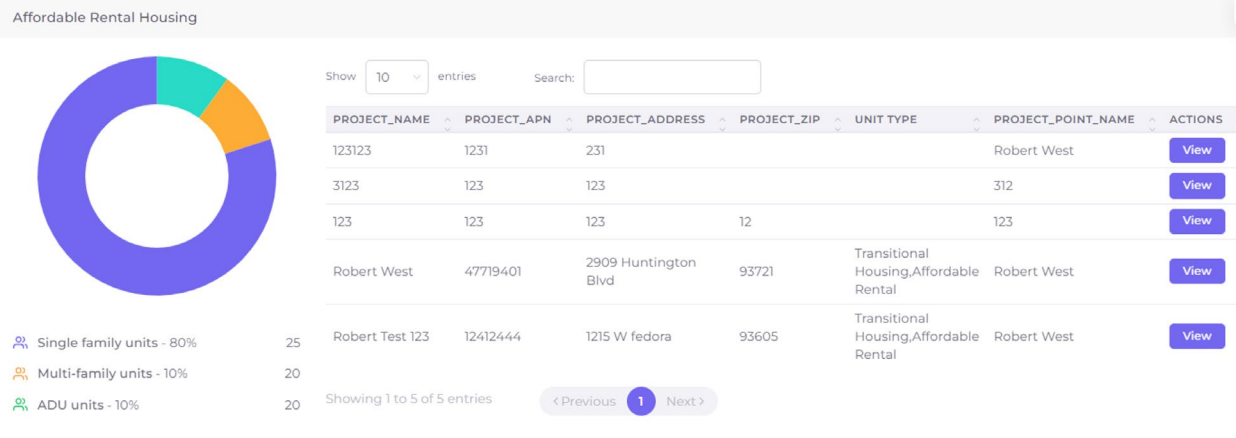 Affordable Rental Housing
Show 10 entries Search:
PROJECT_NAME PROJECT_APN PROJECT_ADDRESS PROJECT_ZIP UNIT TYPE PROJECT_POINT_NAME ACTIONS
123123 1231 231 Robert West View
3123 123 123 312 View
123 123 123 12 123 View
Robert West 47719401 2909 Huntington Blvd 93721 Transitional Housing,Affordable Rental Robert West View
Robert Test 123 12412444 1215 W fedora 93605 Transitional Housing,Affordable Rental Robert West View
Single family units - 80% 25
Multi-family units - 10% 20
ADU units - 10% 20
Showing 1 to 5 of 5 entries
Previous 1 Next